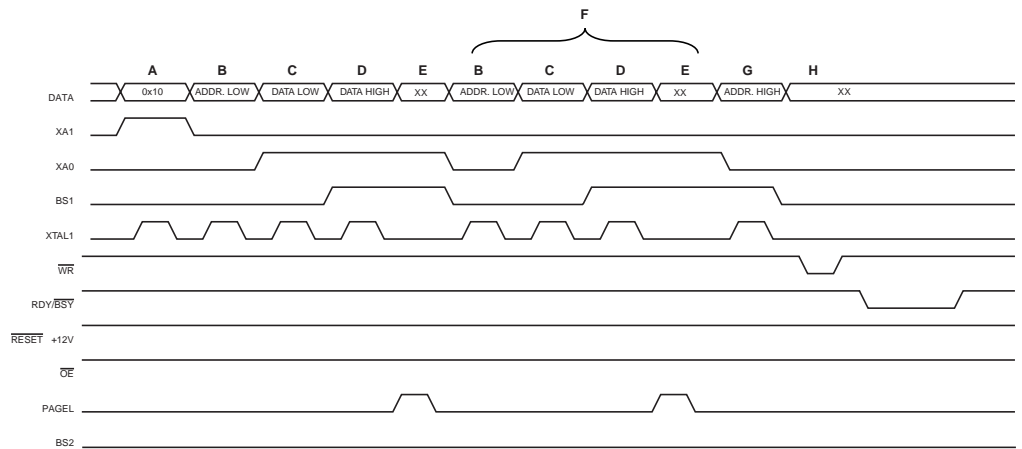 F
A B C D E B C D E G H
DATA 0x10 ADDR. LOW DATA LOW DATA HIGH XX ADDR. LOW DATA LOW DATA HIGH XX ADDR. HIGH XX
XA1
XA0
BS1
XTAL1
WR
RDY/BSY
RESET +12V
OE
PAGEL
BS2